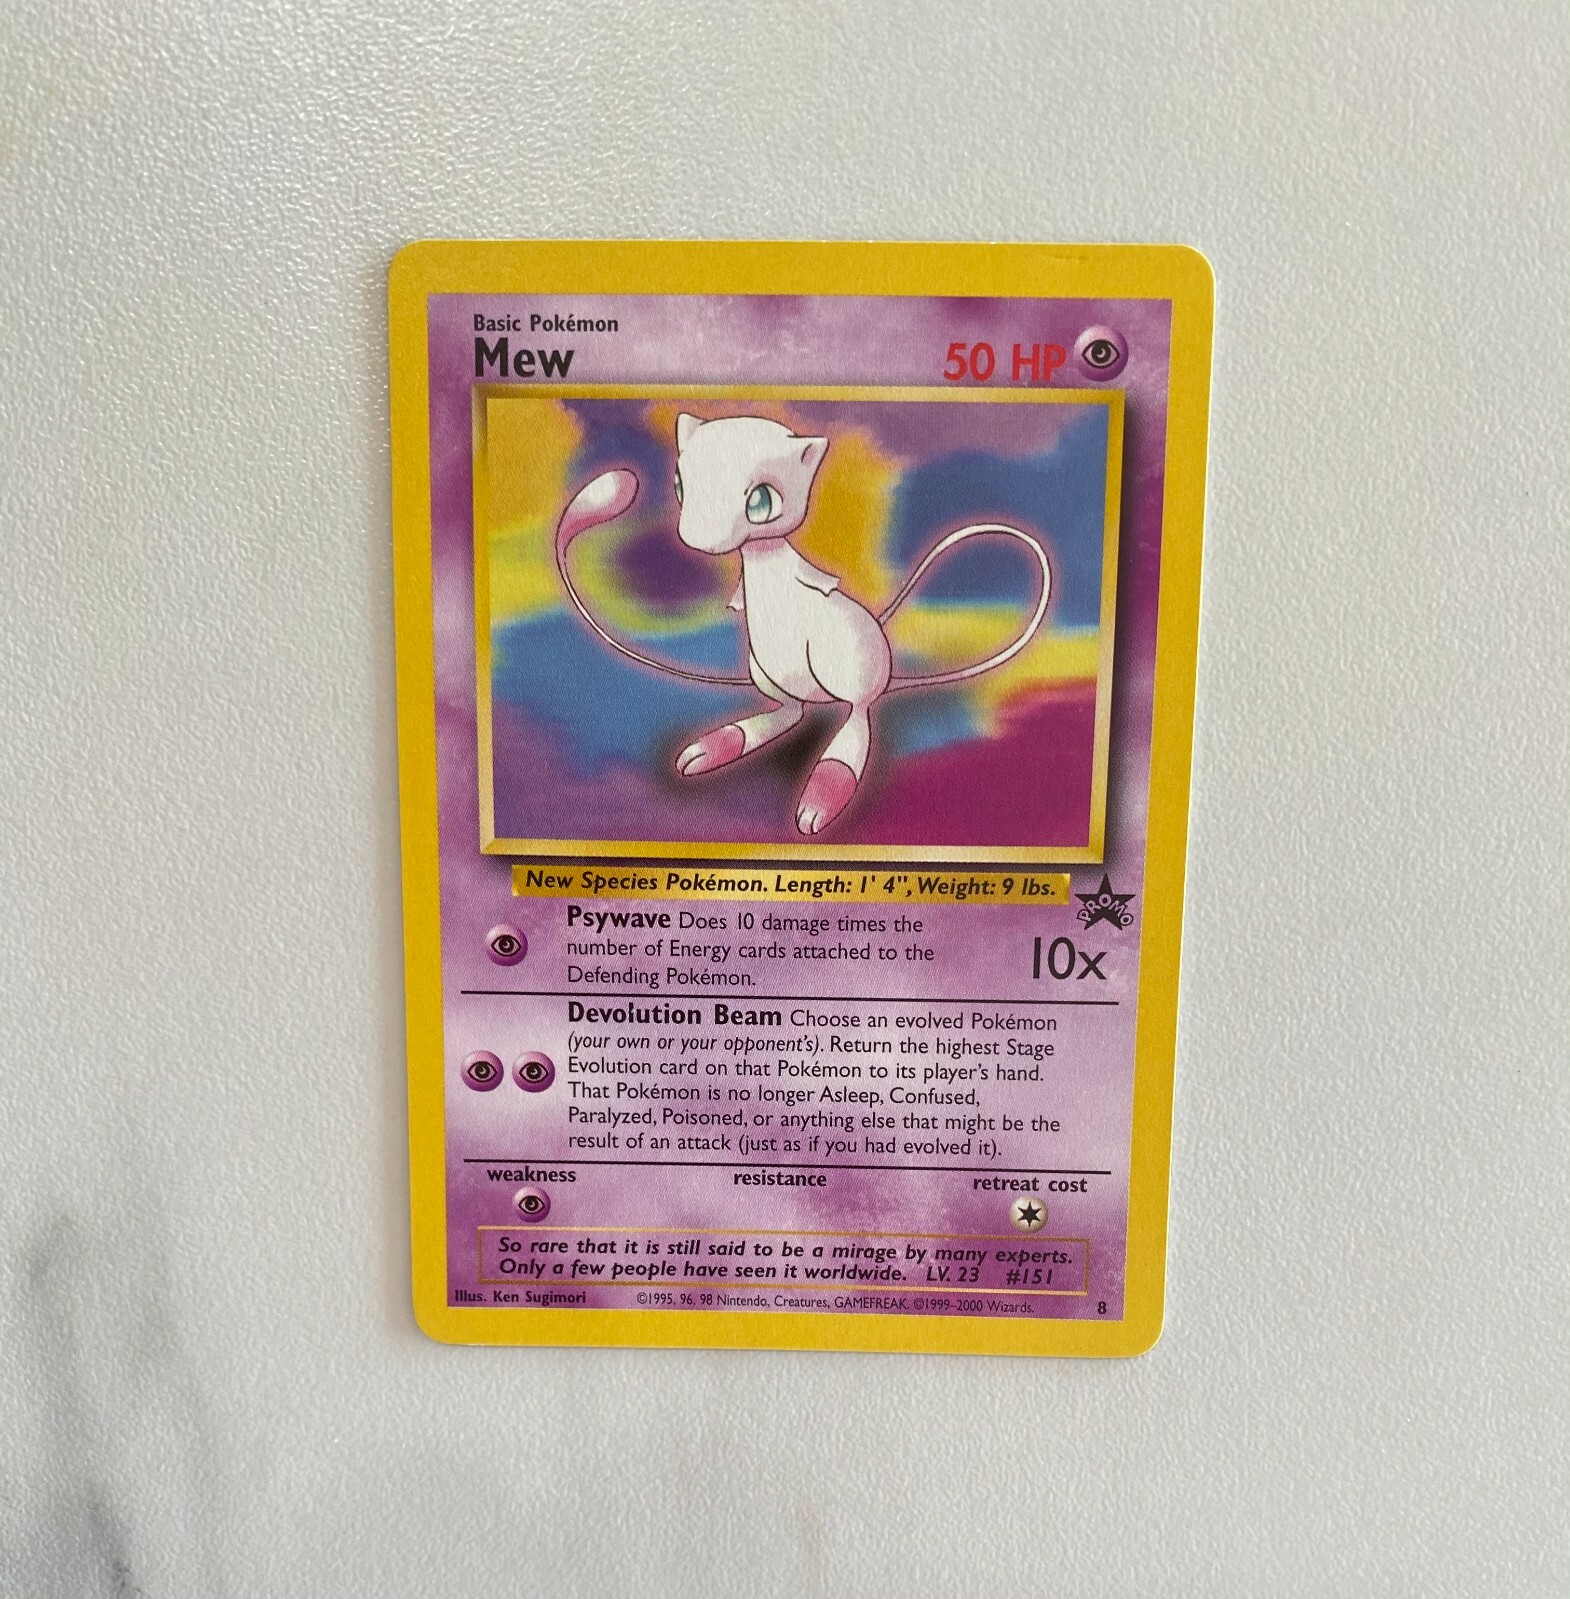 Basic Pokémon
Mew
50 HP
New Species Pokémon. Length: 1' 4", Weight: 9 lbs.
PROMO
Psywave Does 10 damage times the
number of Energy cards attached to the
Defending Pokémon.
10x
Devolution Beam Choose an evolved Pokémon
(your own or your opponent's). Return the highest Stage
Evolution card on that Pokémon to its player's hand.
That Pokémon is no longer Asleep, Confused,
Paralyzed, Poisoned, or anything else that might be the
result of an attack (just as if you had evolved it).
weakness resistance retreat cost
So rare that it is still said to be a mirage by many experts.
Only a few people have seen it worldwide. LV. 23 #151
Illus. Ken Sugimori ©1995, 96, 98 Nintendo, Creatures, GAMEFREAK. ©1999-2000 Wizards. 8